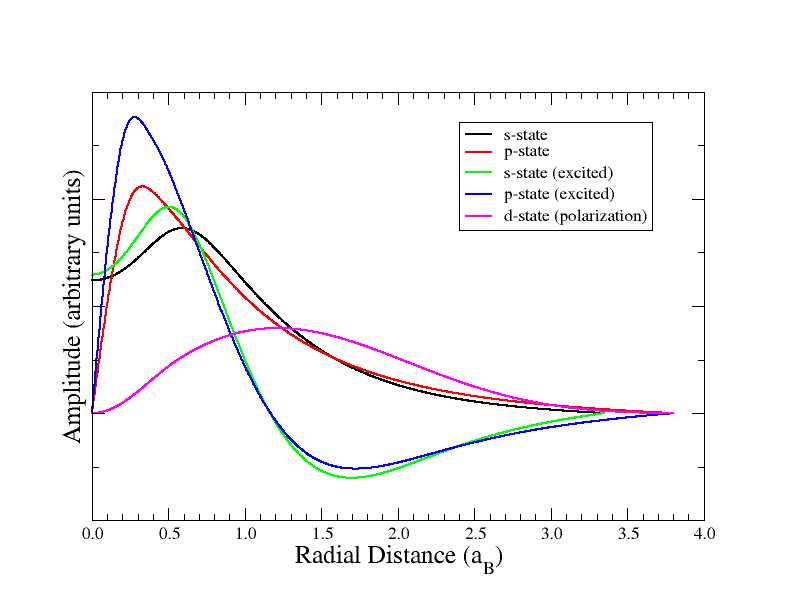 s-state
p-state
s-state (excited)
p-state (excited)
d-state (polarization)
Amplitude (arbitrary units)
0.0 0.5 1.0 1.5 2.0 2.5 3.0 3.5 4.0
Radial Distance (a_B)